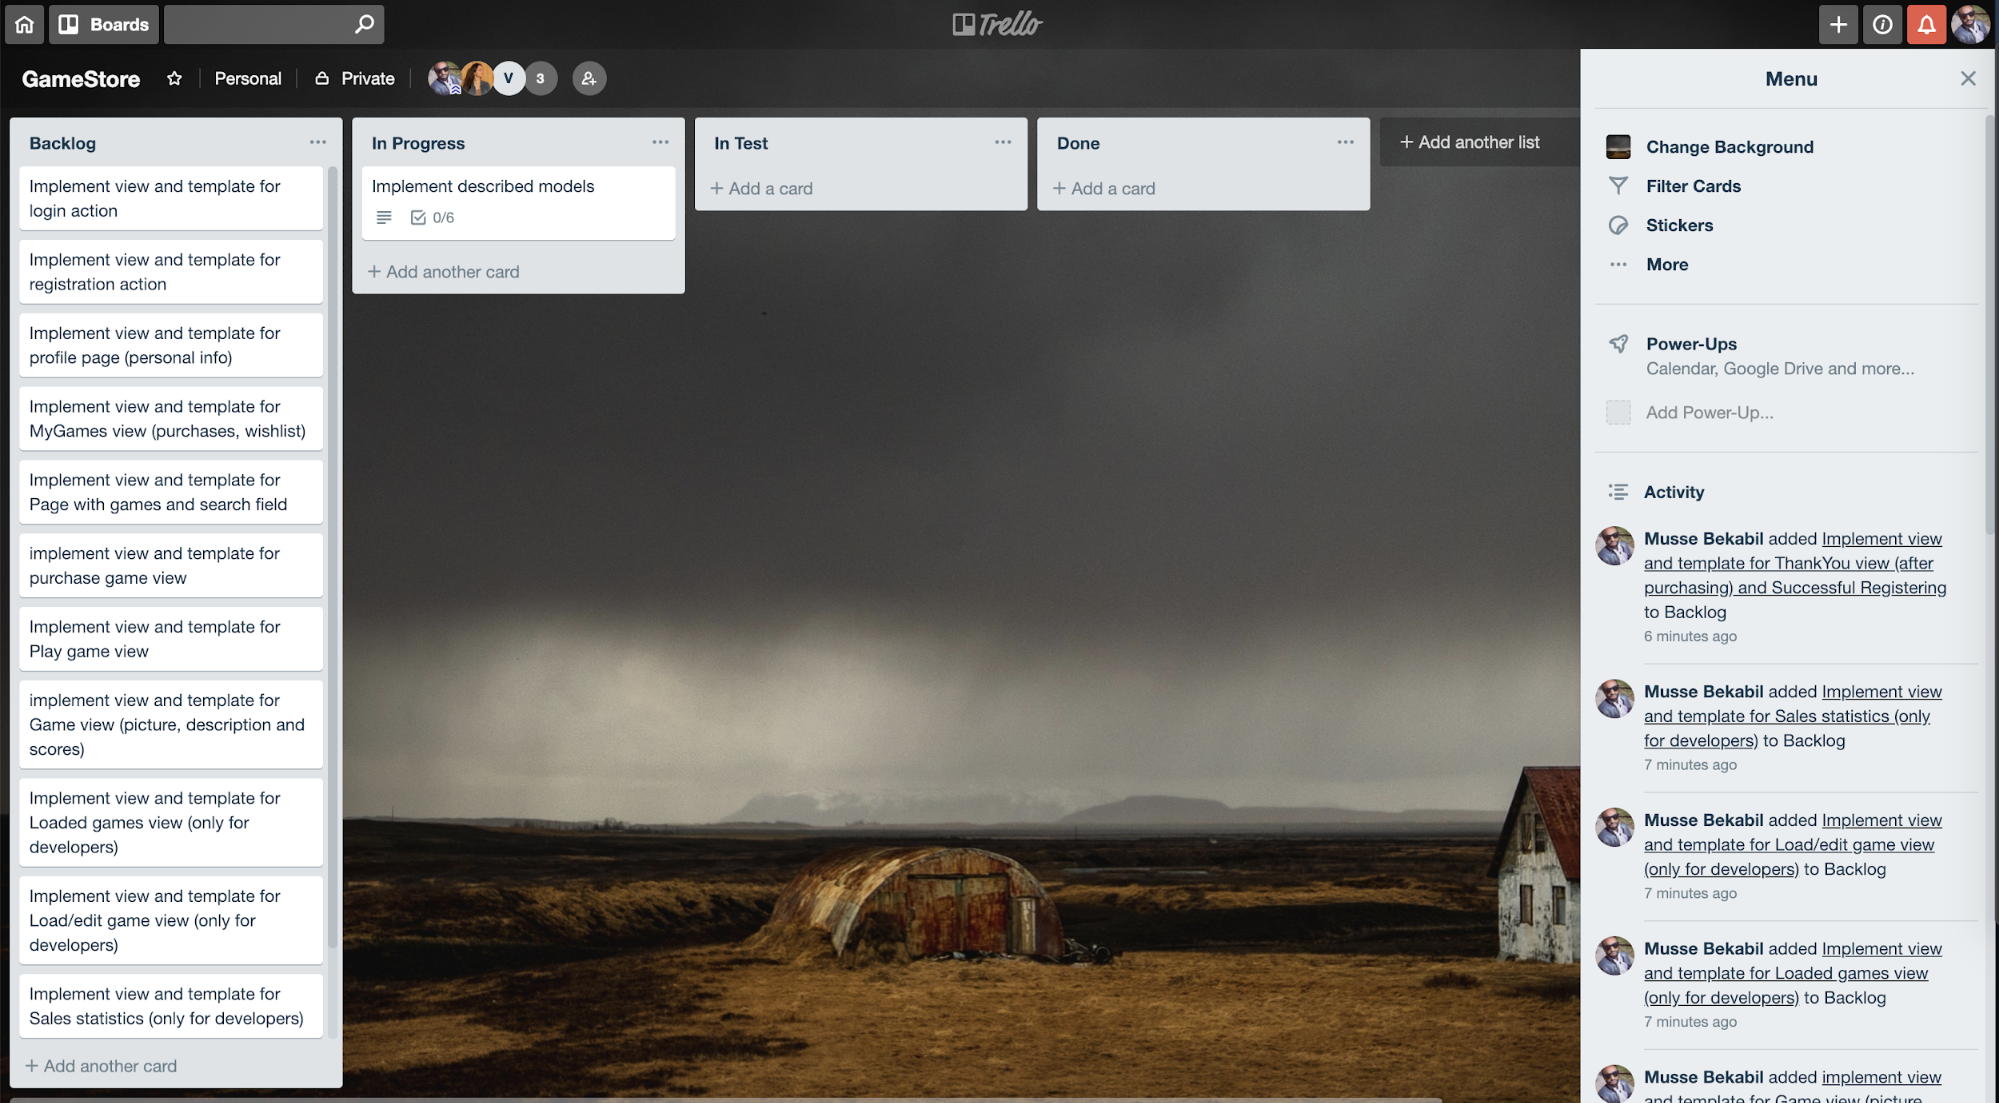 Boards
Trello
GameStore
Personal
Private
V
3
Backlog
Implement view and template for
login action
Implement view and template for
registration action
Implement view and template for
profile page (personal info)
Implement view and template for
MyGames view (purchases, wishlist)
Implement view and template for
Page with games and search field
implement view and template for
purchase game view
Implement view and template for
Play game view
implement view and template for
Game view (picture, description and
scores)
Implement view and template for
Loaded games view (only for
developers)
Implement view and template for
Load/edit game view (only for
developers)
Implement view and template for
Sales statistics (only for developers)
+ Add another card
In Progress
Implement described models
0/6
+ Add another card
In Test
+ Add a card
Done
+ Add a card
+ Add another list
Menu
Change Background
Filter Cards
Stickers
More
Power-Ups
Calendar, Google Drive and more...
Add Power-Up...
Activity
Musse Bekabil added Implement view
and template for ThankYou view (after
purchasing) and Successful Registering
to Backlog
6 minutes ago
Musse Bekabil added Implement view
and template for Sales statistics (only
for developers) to Backlog
7 minutes ago
Musse Bekabil added Implement view
and template for Load/edit game view
(only for developers) to Backlog
7 minutes ago
Musse Bekabil added Implement view
and template for Loaded games view
(only for developers) to Backlog
7 minutes ago
Musse Bekabil added implement view
and template for Game view (picture,